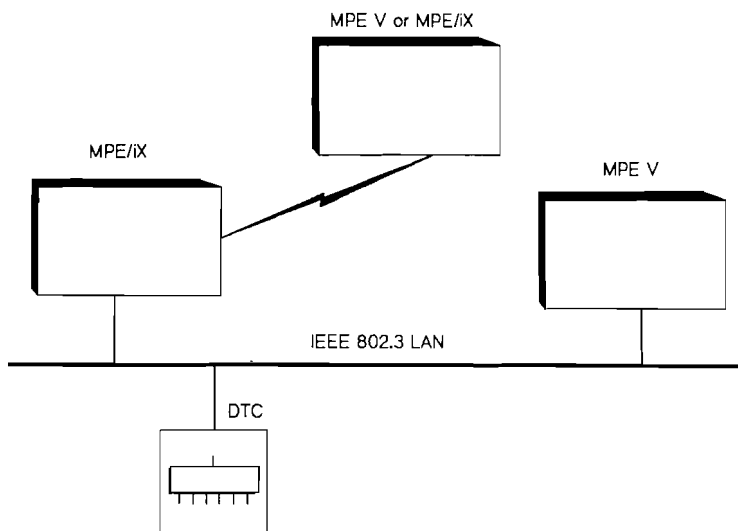 MPE V or MPE/iX
MPE/iX
MPE V
IEEE 802.3 LAN
DTC